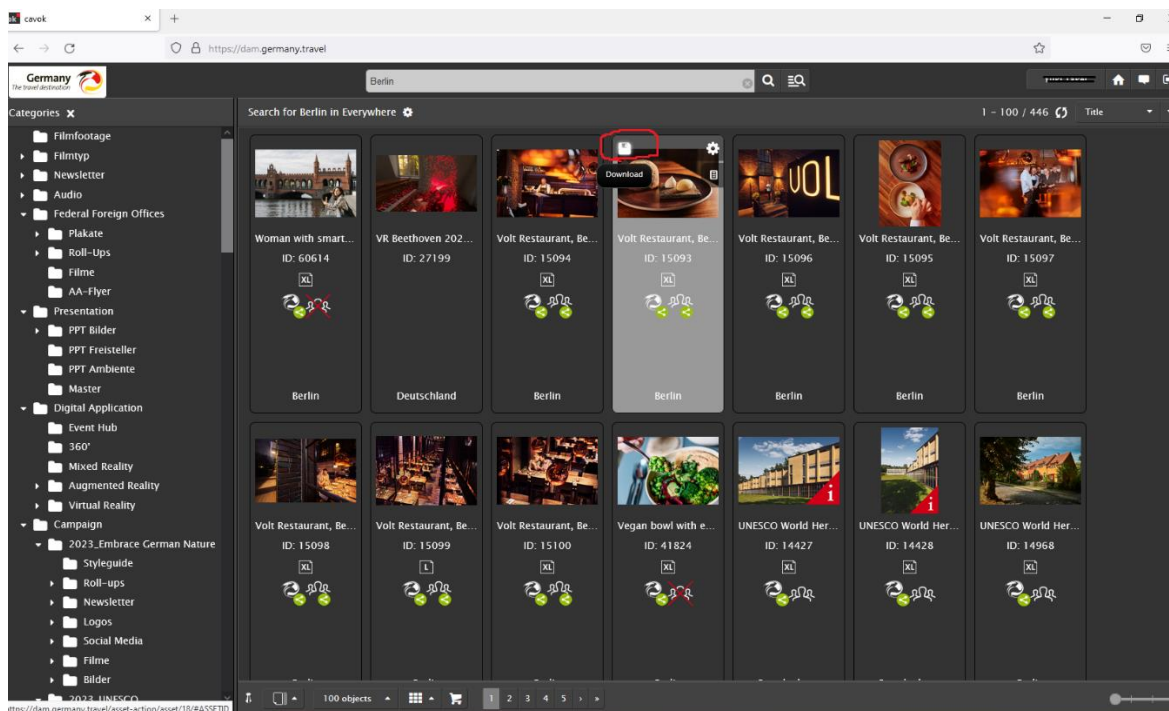 cavok
https://dam.germany.travel
Germany
The travel destination
Berlin
Categories
Search for Berlin in Everywhere
1 - 100 / 446
Title
Filmfootage
Filmtyp
Newsletter
Audio
Federal Foreign Offices
Plakate
Roll-Ups
Filme
AA-Flyer
Presentation
PPT Bilder
PPT Freisteller
PPT Ambiente
Master
Digital Application
Event Hub
360°
Mixed Reality
Augmented Reality
Virtual Reality
Campaign
2023_Embrace German Nature
Styleguide
Roll-ups
Newsletter
Logos
Social Media
Filme
Bilder
2023_UNESCO
Download
VOL
Woman with smart... VR Beethoven 202... Volt Restaurant, Be... Volt Restaurant, Be... Volt Restaurant, Be... Volt Restaurant, Be... Volt Restaurant, Be...
ID: 60614 ID: 27199 ID: 15094 ID: 15093 ID: 15096 ID: 15095 ID: 15097
XL XL XL XL XL XL
Berlin Deutschland Berlin Berlin Berlin Berlin Berlin
i i
Volt Restaurant, Be... Volt Restaurant, Be... Volt Restaurant, Be... Vegan bowl with e... UNESCO World Her... UNESCO World Her... UNESCO World Her...
ID: 15098 ID: 15099 ID: 15100 ID: 41824 ID: 14427 ID: 14428 ID: 14968
XL L XL XL XL XL XL
100 objects 1 2 3 4 5 › »
https://dam.germany.travel/asset-action/asset/18/#ASSETID